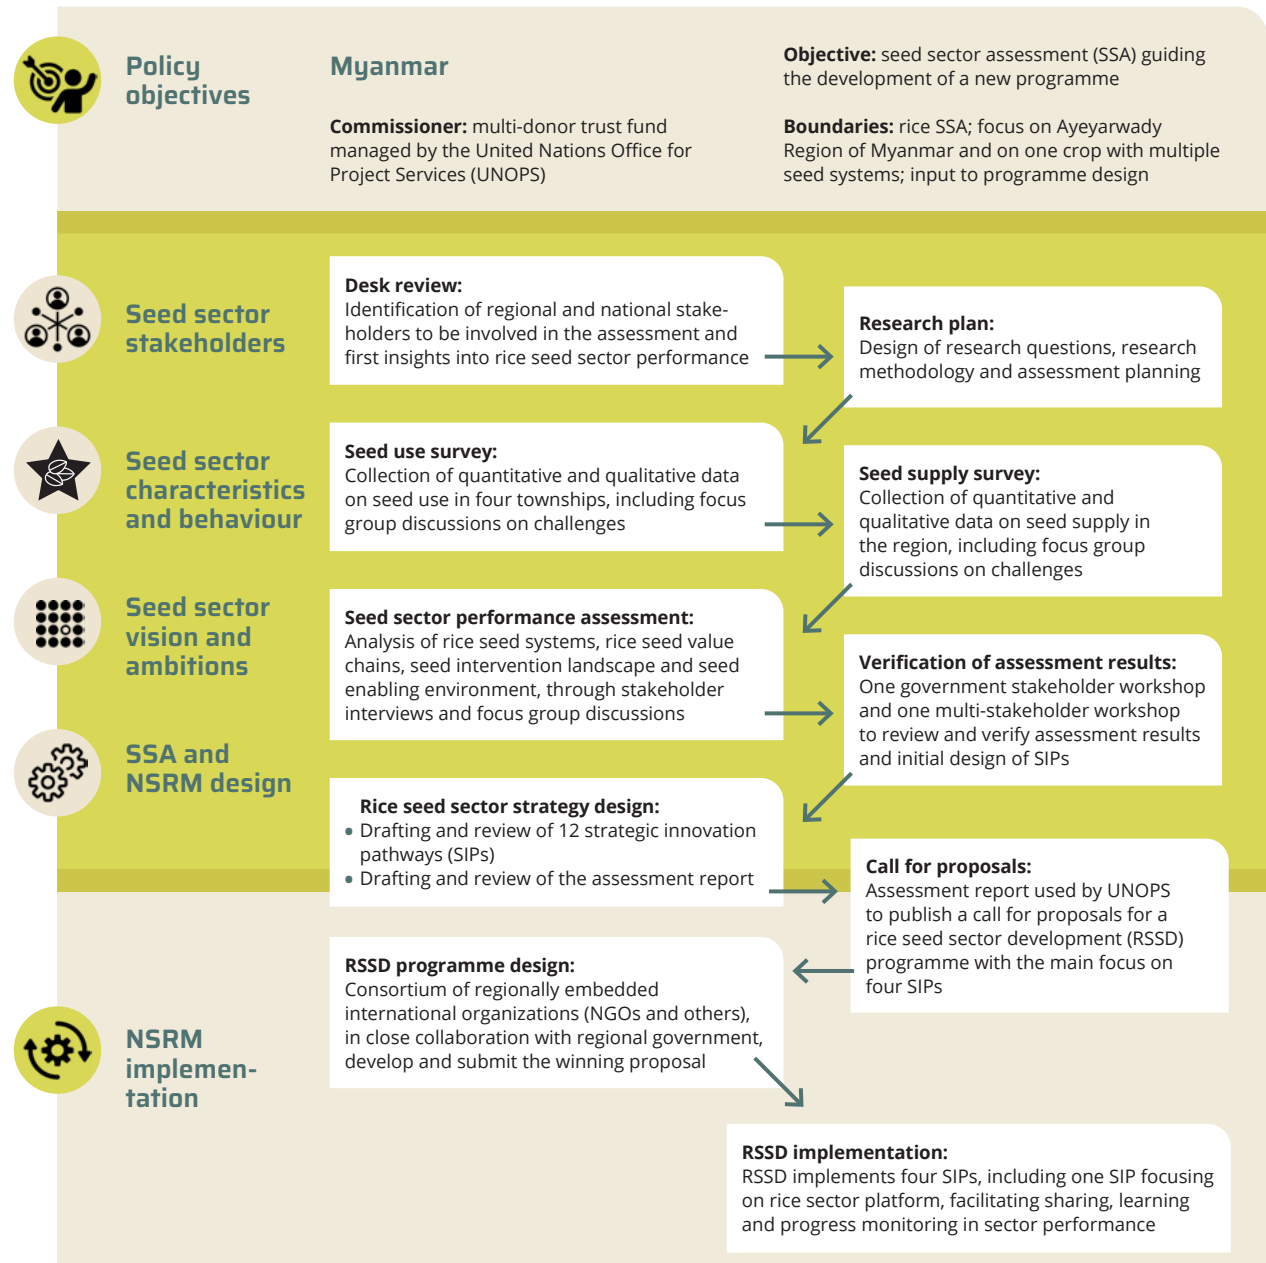 Policy
objectives
Myanmar
Commissioner: multi-donor trust fund
managed by the United Nations Office for
Project Services (UNOPS)
Objective: seed sector assessment (SSA) guiding
the development of a new programme
Boundaries: rice SSA; focus on Ayeyarwady
Region of Myanmar and on one crop with multiple
seed systems; input to programme design
Seed sector
stakeholders
Desk review:
Identification of regional and national stake-
holders to be involved in the assessment and
first insights into rice seed sector performance
Research plan:
Design of research questions, research
methodology and assessment planning
Seed sector
characteristics
and behaviour
Seed use survey:
Collection of quantitative and qualitative data
on seed use in four townships, including focus
group discussions on challenges
Seed supply survey:
Collection of quantitative and
qualitative data on seed supply in
the region, including focus group
discussions on challenges
Seed sector
vision and
ambitions
Seed sector performance assessment:
Analysis of rice seed systems, rice seed value
chains, seed intervention landscape and seed
enabling environment, through stakeholder
interviews and focus group discussions
Verification of assessment results:
One government stakeholder workshop
and one multi-stakeholder workshop
to review and verify assessment results
and initial design of SIPs
SSA and
NSRM design
Rice seed sector strategy design:
• Drafting and review of 12 strategic innovation
pathways (SIPs)
• Drafting and review of the assessment report
Call for proposals:
Assessment report used by UNOPS
to publish a call for proposals for a
rice seed sector development (RSSD)
programme with the main focus on
four SIPs
NSRM
implemen-
tation
RSSD programme design:
Consortium of regionally embedded
international organizations (NGOs and others),
in close collaboration with regional government,
develop and submit the winning proposal
RSSD implementation:
RSSD implements four SIPs, including one SIP focusing
on rice sector platform, facilitating sharing, learning
and progress monitoring in sector performance